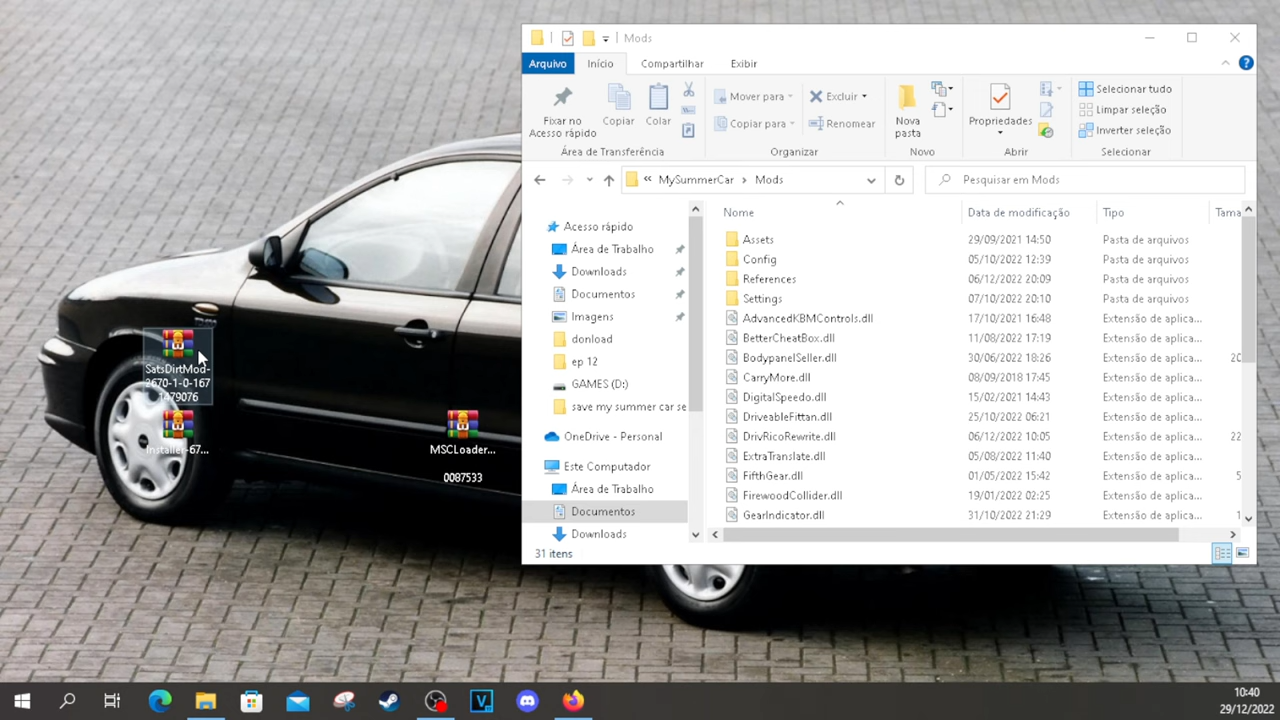 Mods
Arquivo
Início
Compartilhar
Exibir
Fixar no
Acesso rápido
Copiar
Colar
Área de Transferência
Mover para
Copiar para
Excluir
Renomear
Organizar
Nova
pasta
Novo
Propriedades
Abrir
Selecionar tudo
Limpar seleção
Inverter seleção
Selecionar
« MySummerCar › Mods
Pesquisar em Mods
Acesso rápido
Área de Trabalho
Downloads
Documentos
Imagens
donload
ep 12
GAMES (D:)
save my summer car se
OneDrive - Personal
Este Computador
Área de Trabalho
Documentos
Downloads
Nome Data de modificação Tipo Tama
Assets 29/09/2021 14:50 Pasta de arquivos
Config 05/10/2022 12:39 Pasta de arquivos
References 06/12/2022 20:09 Pasta de arquivos
Settings 07/10/2022 20:10 Pasta de arquivos
AdvancedKBMControls.dll 17/10/2021 16:48 Extensão de aplica...
BetterCheatBox.dll 11/08/2022 17:19 Extensão de aplica...
BodypanelSeller.dll 30/06/2022 18:26 Extensão de aplica... 20
CarryMore.dll 08/09/2018 17:45 Extensão de aplica...
DigitalSpeedo.dll 15/02/2021 14:43 Extensão de aplica...
DriveableFittan.dll 25/10/2022 06:21 Extensão de aplica...
DrivRicoRewrite.dll 06/12/2022 10:05 Extensão de aplica... 22
ExtraTranslate.dll 05/08/2022 11:40 Extensão de aplica...
FifthGear.dll 01/05/2022 15:42 Extensão de aplica... 5
FirewoodCollider.dll 19/01/2022 02:25 Extensão de aplica...
GearIndicator.dll 31/10/2022 21:29 Extensão de aplica... 1
31 itens
SatsDirtMod-
2670-1-0-167
1479076
Installer-67...
MSCLoader...
0087533
10:40
29/12/2022